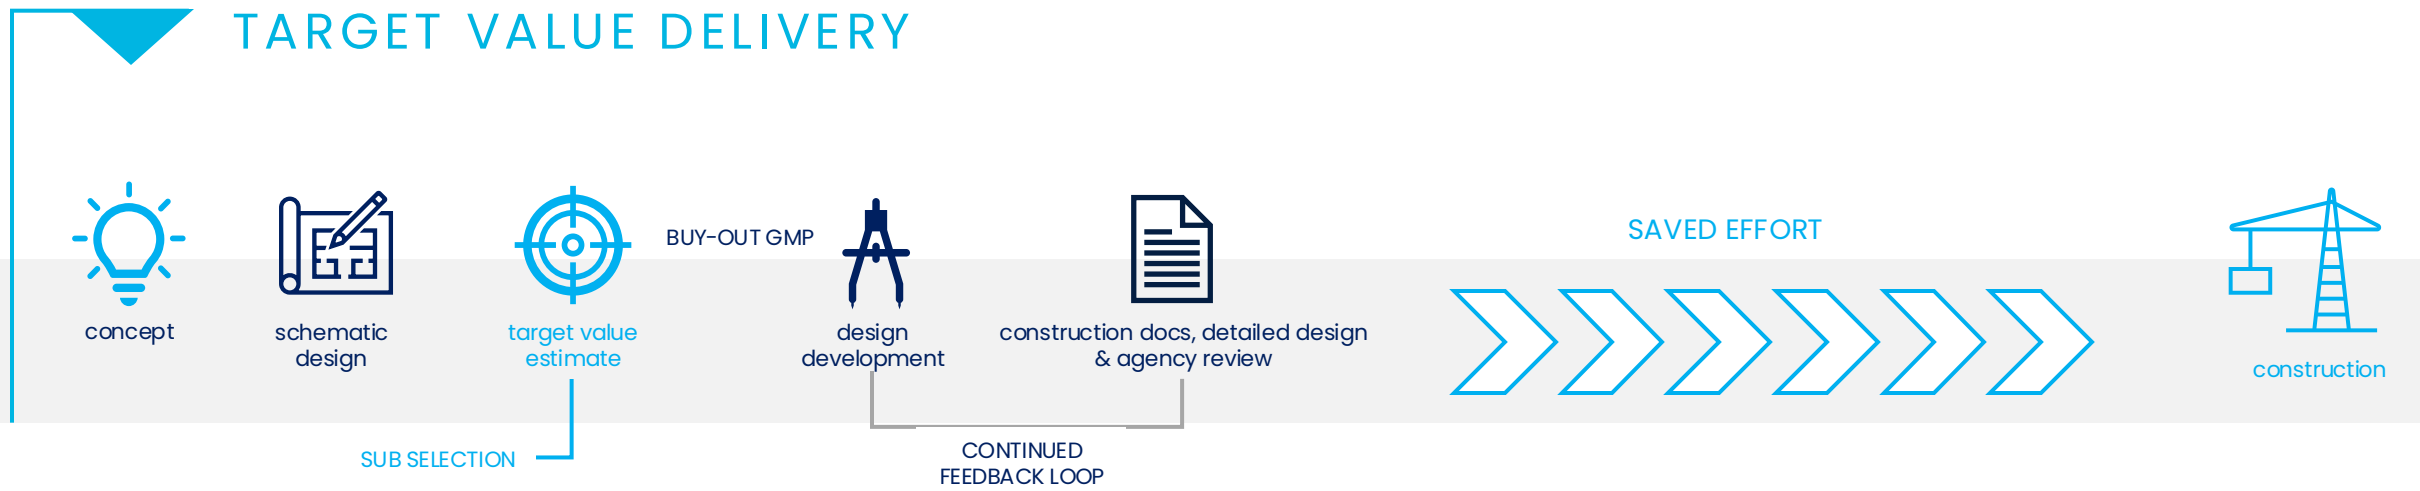 TARGET VALUE DELIVERY
concept
schematic
design
target value
estimate
SUB SELECTION
BUY-OUT GMP
design
development
construction docs, detailed design
& agency review
CONTINUED
FEEDBACK LOOP
SAVED EFFORT
construction